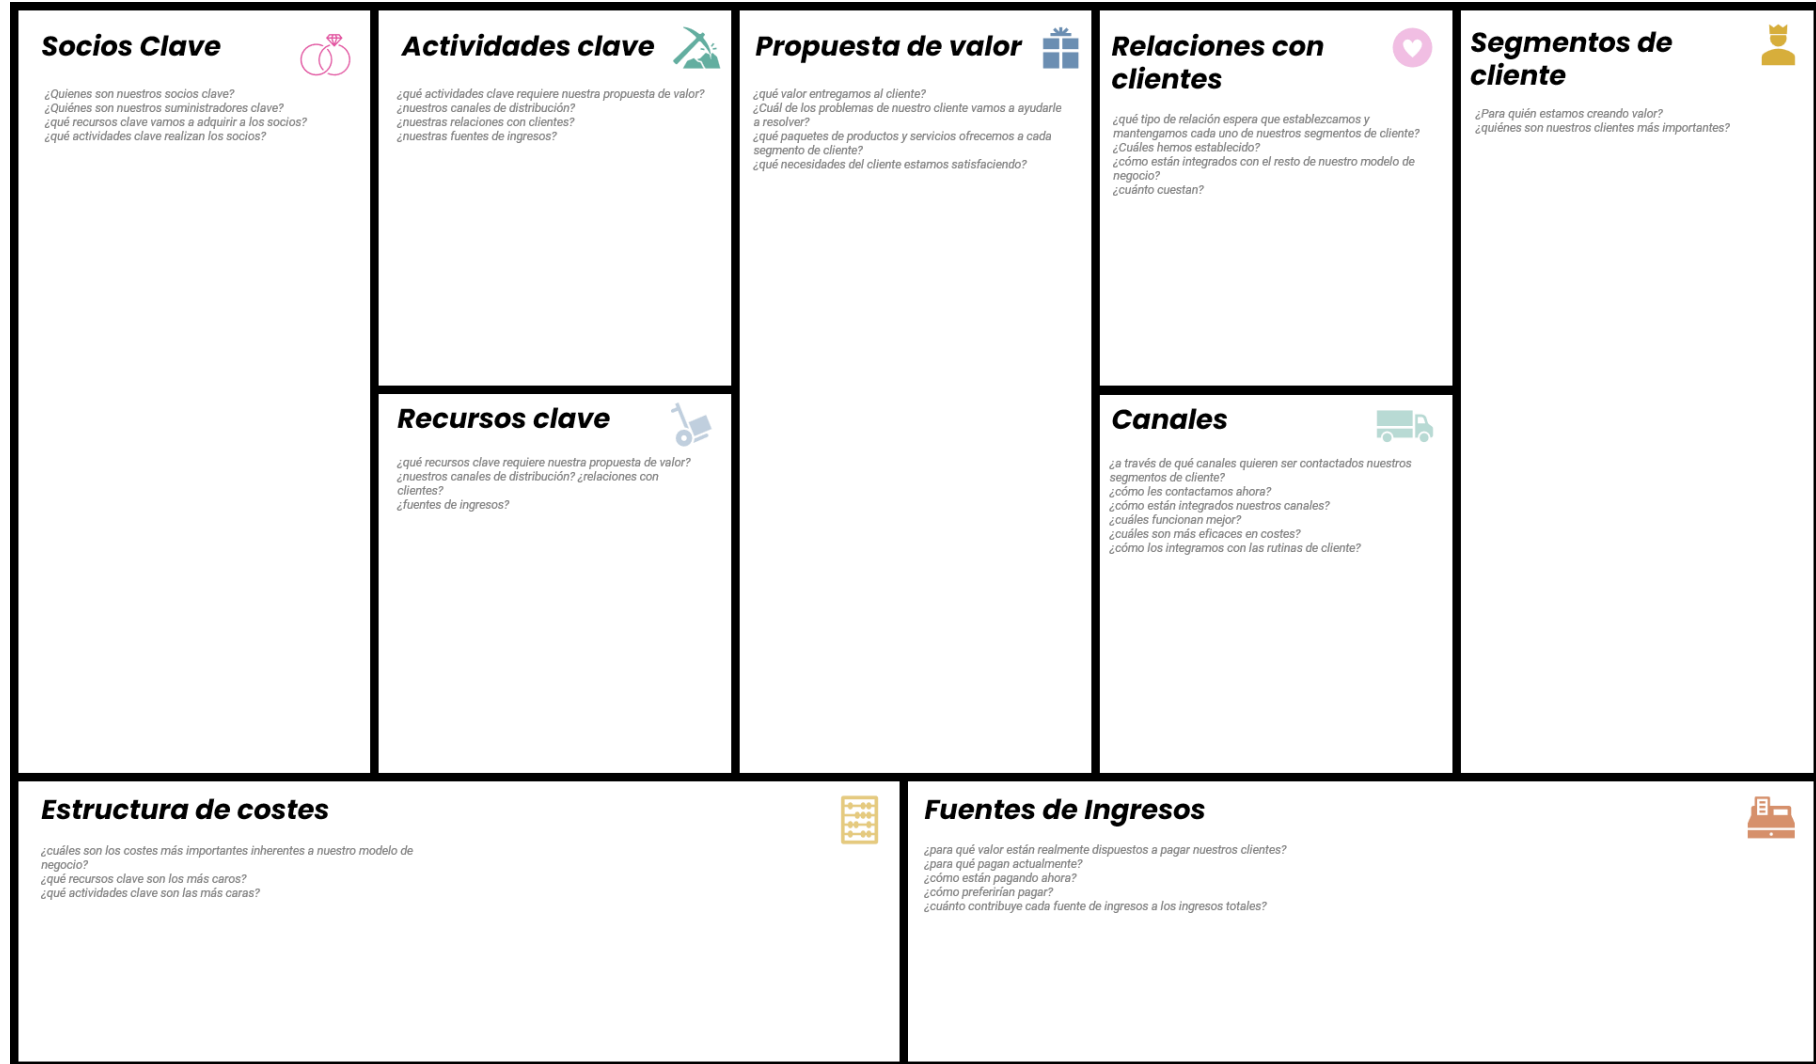 Socios Clave
¿Quienes son nuestros socios clave?
¿Quiénes son nuestros suministradores clave?
¿qué recursos clave vamos a adquirir a los socios?
¿qué actividades clave realizan los socios?
Actividades clave
¿qué actividades clave requiere nuestra propuesta de valor?
¿nuestros canales de distribución?
¿nuestras relaciones con clientes?
¿nuestras fuentes de ingresos?
Recursos clave
¿qué recursos clave requiere nuestra propuesta de valor?
¿nuestros canales de distribución? ¿relaciones con
clientes?
¿fuentes de ingresos?
Propuesta de valor
¿qué valor entregamos al cliente?
¿Cuál de los problemas de nuestro cliente vamos a ayudarle
a resolver?
¿qué paquetes de productos y servicios ofrecemos a cada
segmento de cliente?
¿qué necesidades del cliente estamos satisfaciendo?
Relaciones con
clientes
¿qué tipo de relación espera que establezcamos y
mantengamos cada uno de nuestros segmentos de cliente?
¿Cuáles hemos establecido?
¿cómo están integrados con el resto de nuestro modelo de
negocio?
¿cuánto cuestan?
Canales
¿a través de qué canales quieren ser contactados nuestros
segmentos de cliente?
¿cómo les contactamos ahora?
¿cómo están integrados nuestros canales?
¿cuáles funcionan mejor?
¿cuáles son más eficaces en costes?
¿cómo los integramos con las rutinas de cliente?
Segmentos de
cliente
¿Para quién estamos creando valor?
¿quiénes son nuestros clientes más importantes?
Estructura de costes
¿cuáles son los costes más importantes inherentes a nuestro modelo de
negocio?
¿qué recursos clave son los más caros?
¿qué actividades clave son las más caras?
Fuentes de Ingresos
¿para qué valor están realmente dispuestos a pagar nuestros clientes?
¿para qué pagan actualmente?
¿cómo están pagando ahora?
¿cómo preferirían pagar?
¿cuánto contribuye cada fuente de ingresos a los ingresos totales?